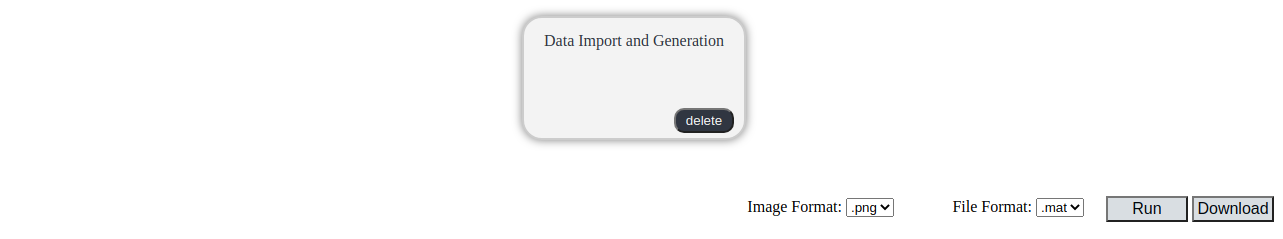 Data Import and Generation
delete
Image Format: .png File Format: .mat Run Download